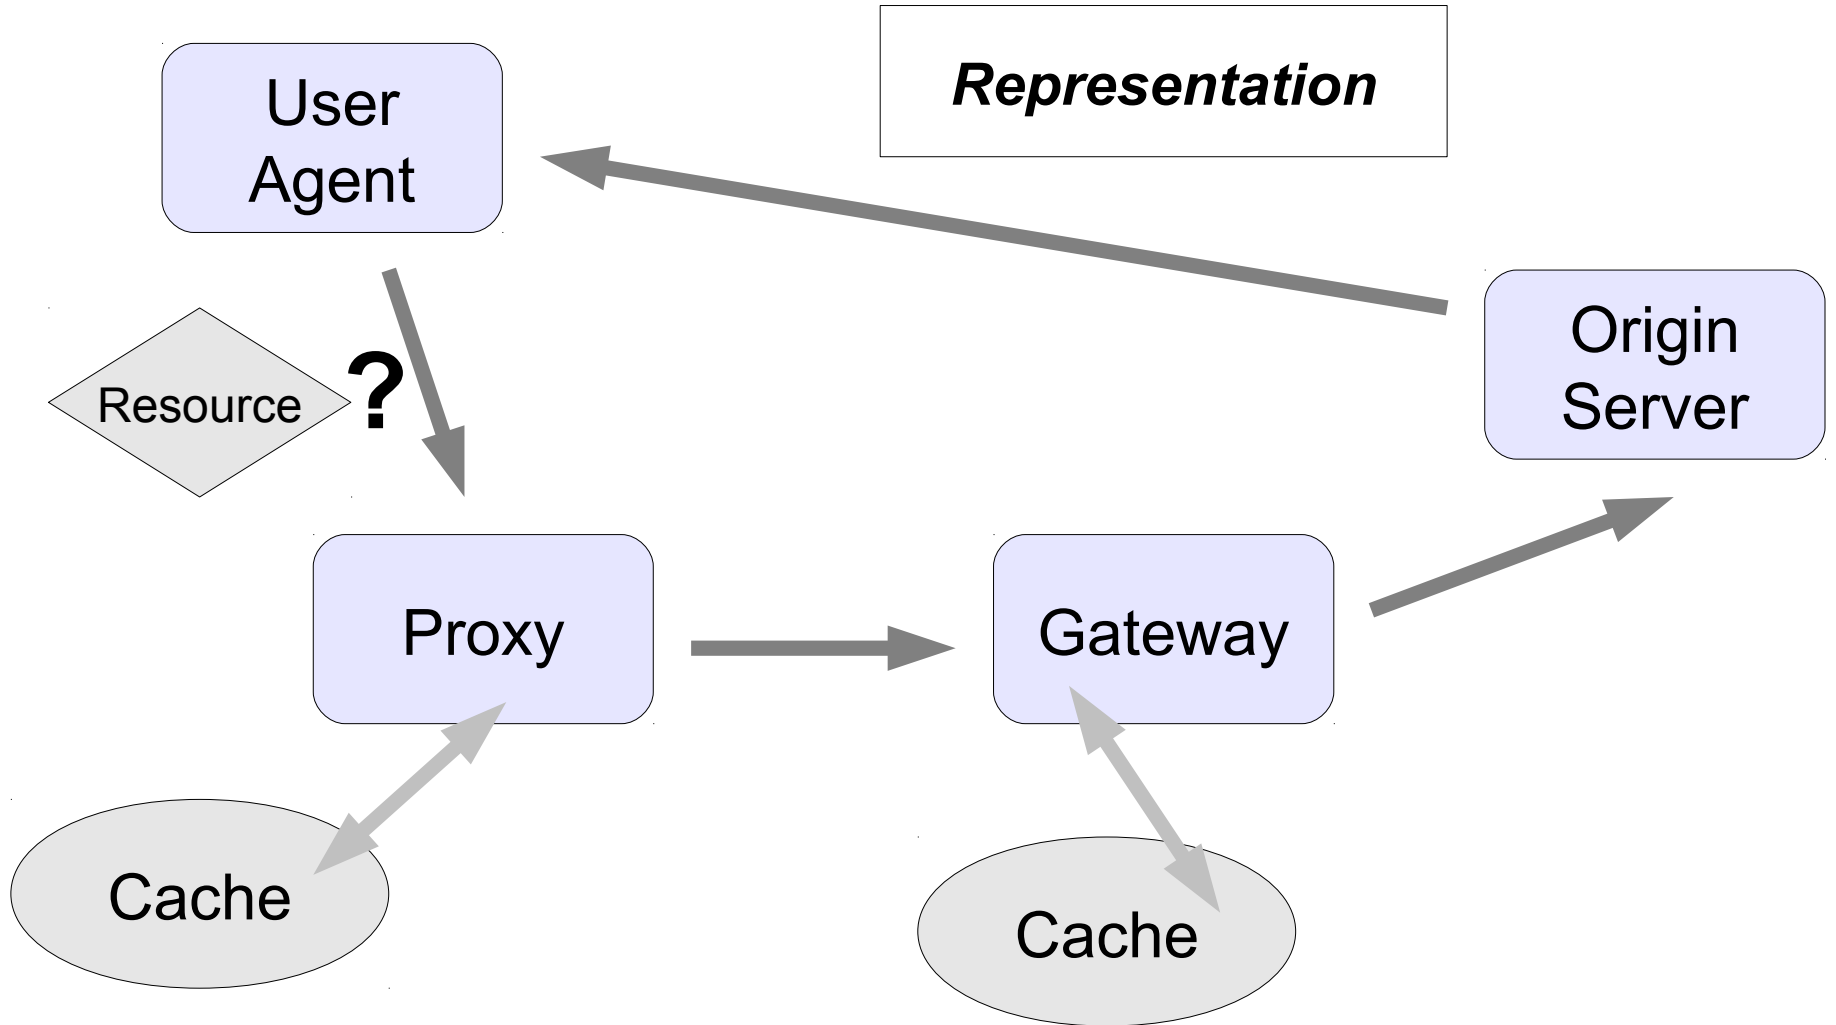 User
Agent
Representation
Origin
Server
Resource
?
Proxy
Gateway
Cache
Cache